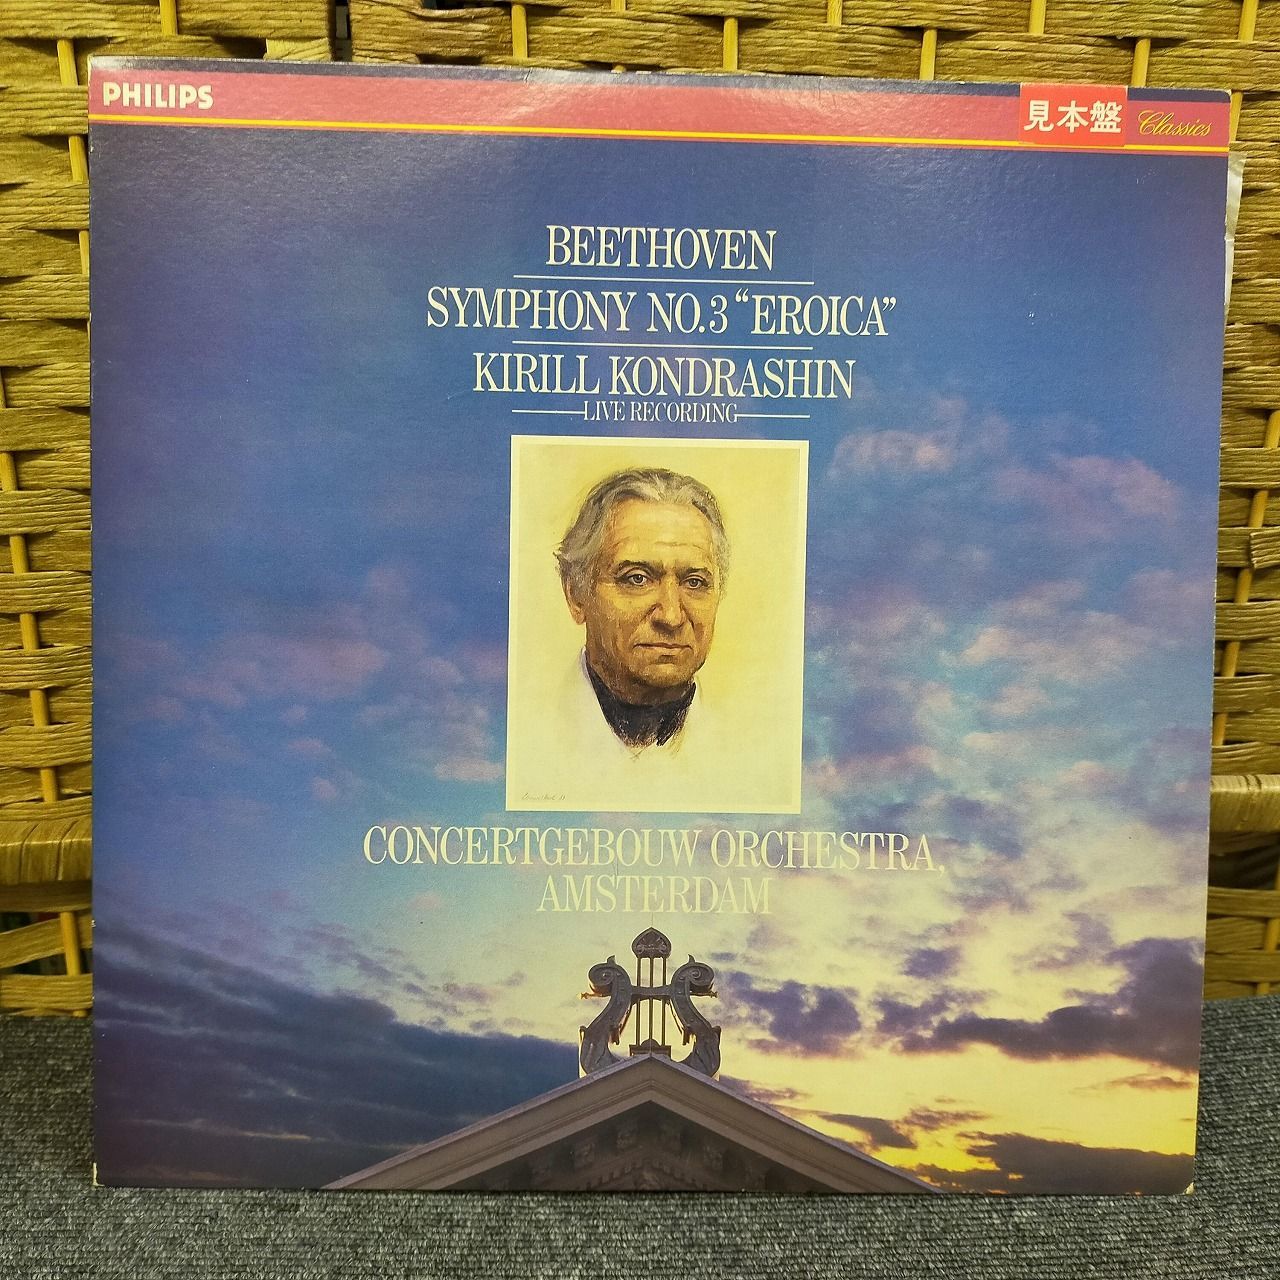 PHILIPS
見本盤
Classics
BEETHOVEN
SYMPHONY NO.3 “EROICA”
KIRILL KONDRASHIN
LIVE RECORDING
CONCERTGEBOUW ORCHESTRA,
AMSTERDAM